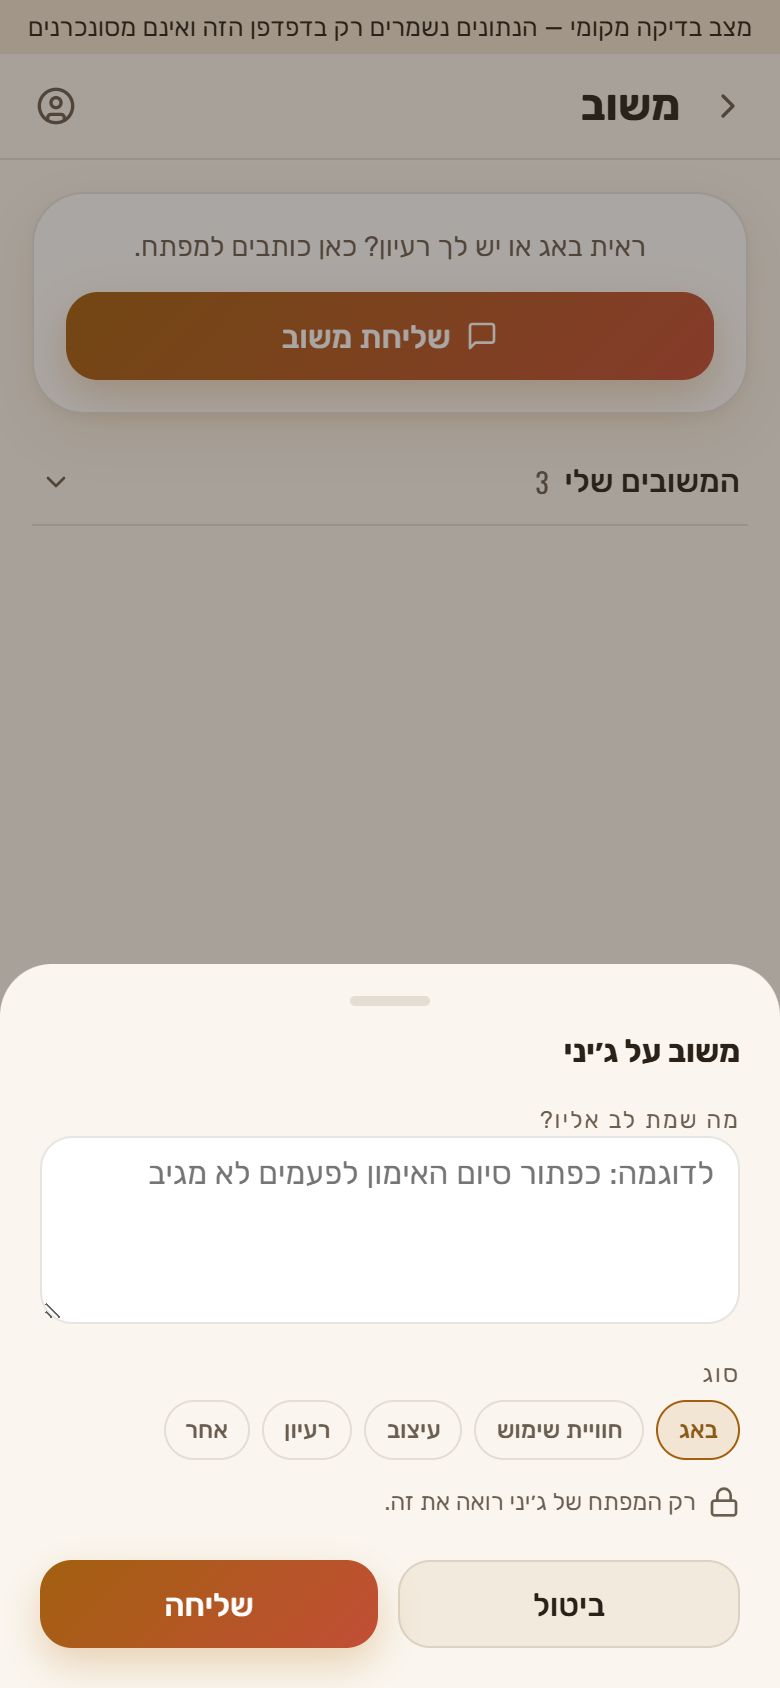 מצב בדיקה מקומי – הנתונים נשמרים רק בדפדפן הזה ואינם מסונכרנים
משוב
ראית באג או יש לך רעיון? כאן כותבים למפתח.
שליחת משוב
המשובים שלי 3
משוב על ג׳יני
מה שמת לב אליו?
לדוגמה: כפתור סיום האימון לפעמים לא מגיב
סוג
באג חוויית שימוש עיצוב רעיון אחר
רק המפתח של ג׳יני רואה את זה.
ביטול שליחה